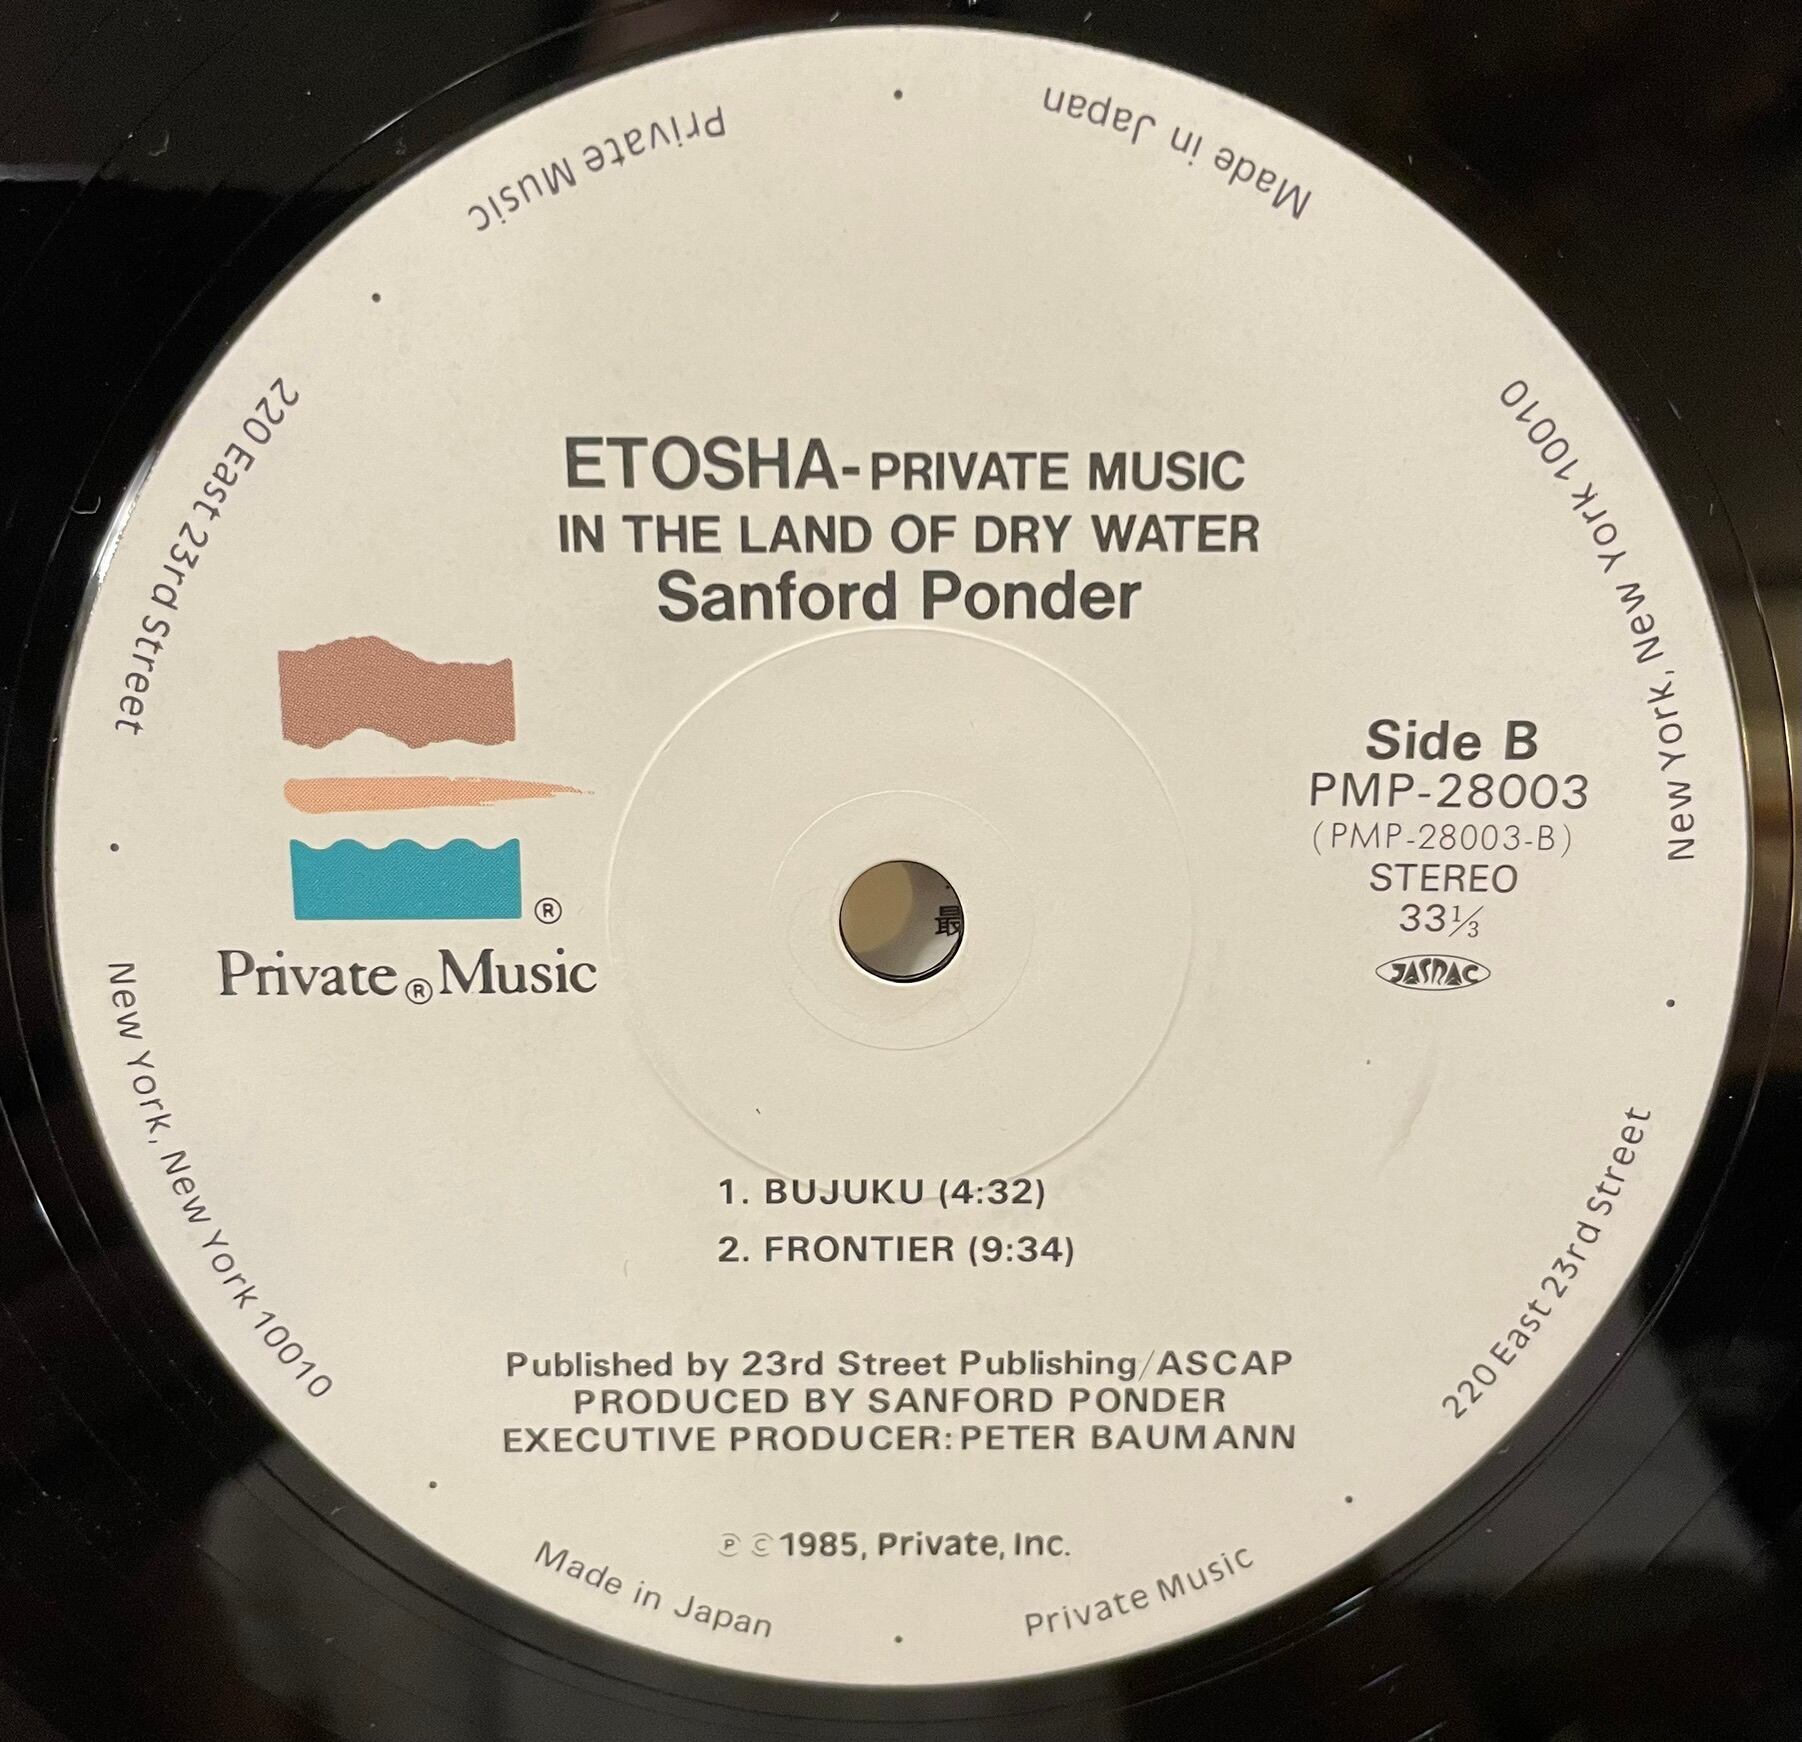 Private Music
Made in Japan
220 East 23rd Street
New York, New York 10010
ETOSHA-PRIVATE MUSIC
IN THE LAND OF DRY WATER
Sanford Ponder
®
Private® Music
Side B
PMP-28003
(PMP-28003-B)
STEREO
33⅓
JASRAC
最
New York, New York 10010
220 East 23rd Street
1. BUJUKU (4:32)
2. FRONTIER (9:34)
Published by 23rd Street Publishing/ASCAP
PRODUCED BY SANFORD PONDER
EXECUTIVE PRODUCER: PETER BAUMANN
℗ © 1985, Private, Inc.
Made in Japan
Private Music